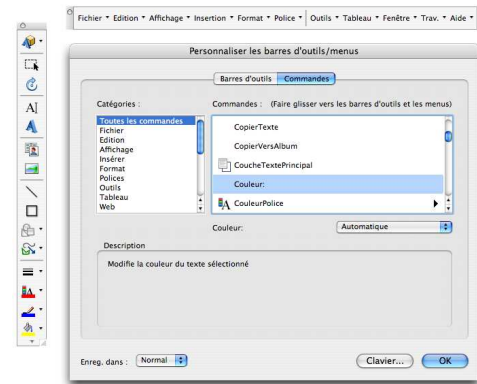 Fichier Edition Affichage Insertion Format Police Outils Tableau Fenêtre Trav. Aide
Personnaliser les barres d'outils/menus
Barres d'outils Commandes
Catégories : Commandes : (Faire glisser vers les barres d'outils et les menus)
Toutes les commandes
Fichier
Edition
Affichage
Insérer
Format
Polices
Outils
Tableau
Web
CopierTexte
CopierVersAlbum
CoucheTextePrincipal
Couleur:
CouleurPolice
Couleur: Automatique
Description
Modifie la couleur du texte sélectionné
Enreg. dans : Normal Clavier... OK
A
A
A
A